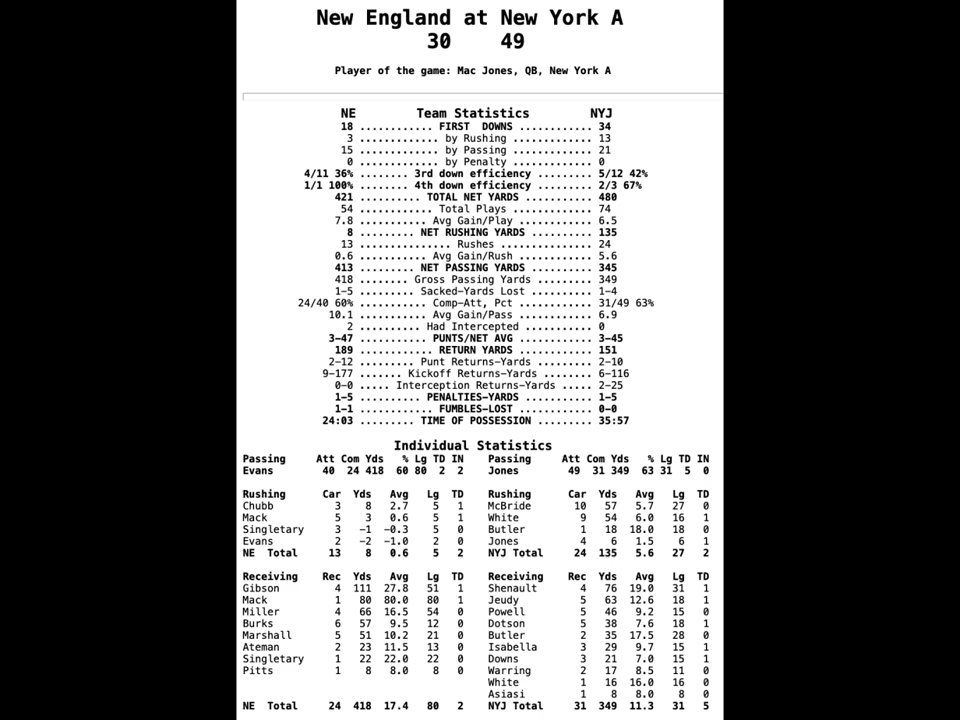 New England at New York A
30 49
Player of the game: Mac Jones, QB, New York A
NE Team Statistics NYJ
18 ............ FIRST DOWNS ............ 34
3 ............. by Rushing ............. 13
15 ............. by Passing ............. 21
0 ............. by Penalty ............. 0
4/11 36% ........ 3rd down efficiency ......... 5/12 42%
1/1 100% ........ 4th down efficiency ......... 2/3 67%
421 .......... TOTAL NET YARDS .......... 480
54 ............ Total Plays ............ 74
7.8 ........... Avg Gain/Play ........... 6.5
8 ......... NET RUSHING YARDS .......... 135
13 ............... Rushes ............... 24
0.6 ........... Avg Gain/Rush ........... 5.6
413 ......... NET PASSING YARDS ......... 345
418 ........ Gross Passing Yards ........ 349
1-5 ......... Sacked-Yards Lost ......... 1-4
24/40 60% ........... Comp-Att, Pct ........... 31/49 63%
10.1 ........... Avg Gain/Pass ........... 6.9
2 ........... Had Intercepted ........... 0
3-47 ........... PUNTS/NET AVG ........... 3-45
189 ............ RETURN YARDS ............ 151
2-12 ......... Punt Returns-Yards ........ 2-10
9-177 ....... Kickoff Returns-Yards ........ 6-116
0-0 ..... Interception Returns-Yards ..... 2-25
1-5 .......... PENALTIES-YARDS .......... 1-5
1-1 ............ FUMBLES-LOST ............ 0-0
24:03 ......... TIME OF POSSESSION ......... 35:57
Individual Statistics
Passing Att Com Yds % Lg TD IN Passing Att Com Yds % Lg TD IN
Evans 40 24 418 60 80 2 2 Jones 49 31 349 63 31 5 0
Rushing Car Yds Avg Lg TD Rushing Car Yds Avg Lg TD
Chubb 3 8 2.7 5 1 McBride 10 57 5.7 27 0
Mack 5 3 0.6 5 1 White 9 54 6.0 16 1
Singletary 3 -1 -0.3 5 0 Butler 1 18 18.0 18 0
Evans 2 -2 -1.0 2 0 Jones 4 6 1.5 6 1
NE Total 13 8 0.6 5 2 NYJ Total 24 135 5.6 27 2
Receiving Rec Yds Avg Lg TD Receiving Rec Yds Avg Lg TD
Gibson 4 111 27.8 51 1 Shenault 4 76 19.0 31 1
Mack 1 80 80.0 80 1 Jeudy 5 63 12.6 18 1
Miller 4 66 16.5 54 0 Powell 5 46 9.2 15 0
Burks 6 57 9.5 12 0 Dotson 5 38 7.6 18 1
Marshall 5 51 10.2 21 0 Butler 2 35 17.5 28 0
Ateman 2 23 11.5 13 0 Isabella 3 29 9.7 15 1
Singletary 1 22 22.0 22 0 Downs 3 21 7.0 15 1
Pitts 1 8 8.0 8 0 Warring 2 17 8.5 11 0
White 1 16 16.0 16 0
Asiasi 1 8 8.0 8 0
NE Total 24 418 17.4 80 2 NYJ Total 31 349 11.3 31 5